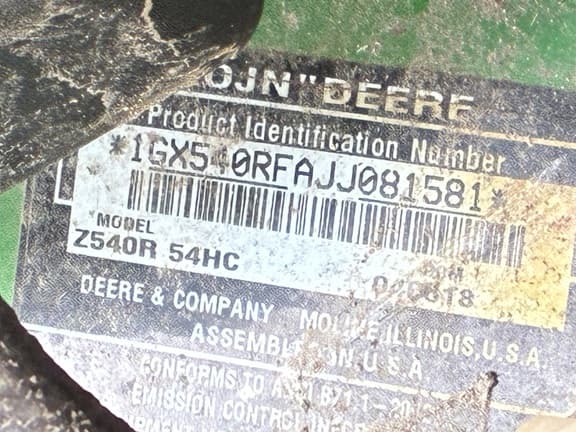 "DEERE
Product Identification Number
*1GX540RFAJJ081581*
MODEL
Z540R 54HC
DEERE & COMPANY MOLINE, ILLINOIS, U.S.A.
ASSEMBLED IN U.S.A.
CONFORMS TO
EMISSION CONTROL